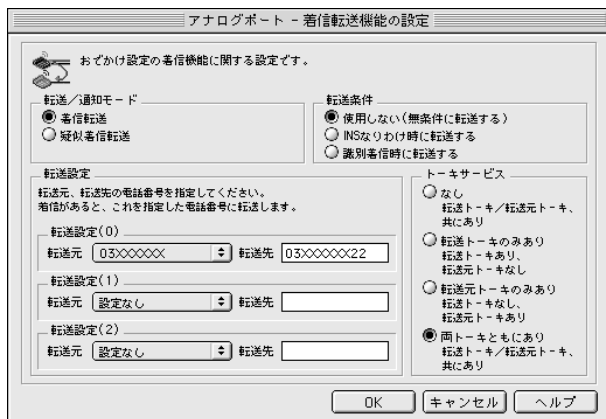 アナログポート - 着信転送機能の設定
おでかけ設定の着信機能に関する設定です。
転送／通知モード
着信転送
疑似着信転送
転送条件
使用しない(無条件に転送する)
INSなりわけ時に転送する
識別着信時に転送する
転送設定
転送元、転送先の電話番号を指定してください。
着信があると、これを指定した電話番号に転送します。
転送設定(0)
転送元 03XXXXXX 転送先 03XXXXXX22
転送設定(1)
転送元 設定なし 転送先
転送設定(2)
転送元 設定なし 転送先
トーキサービス
なし
転送トーキ/転送元トーキ、
共にあり
転送トーキのみあり
転送トーキあり、
転送元トーキなし
転送元トーキのみあり
転送トーキなし、
転送元トーキあり
両トーキともにあり
転送トーキ/転送元トーキ、
共にあり
OK キャンセル ヘルプ